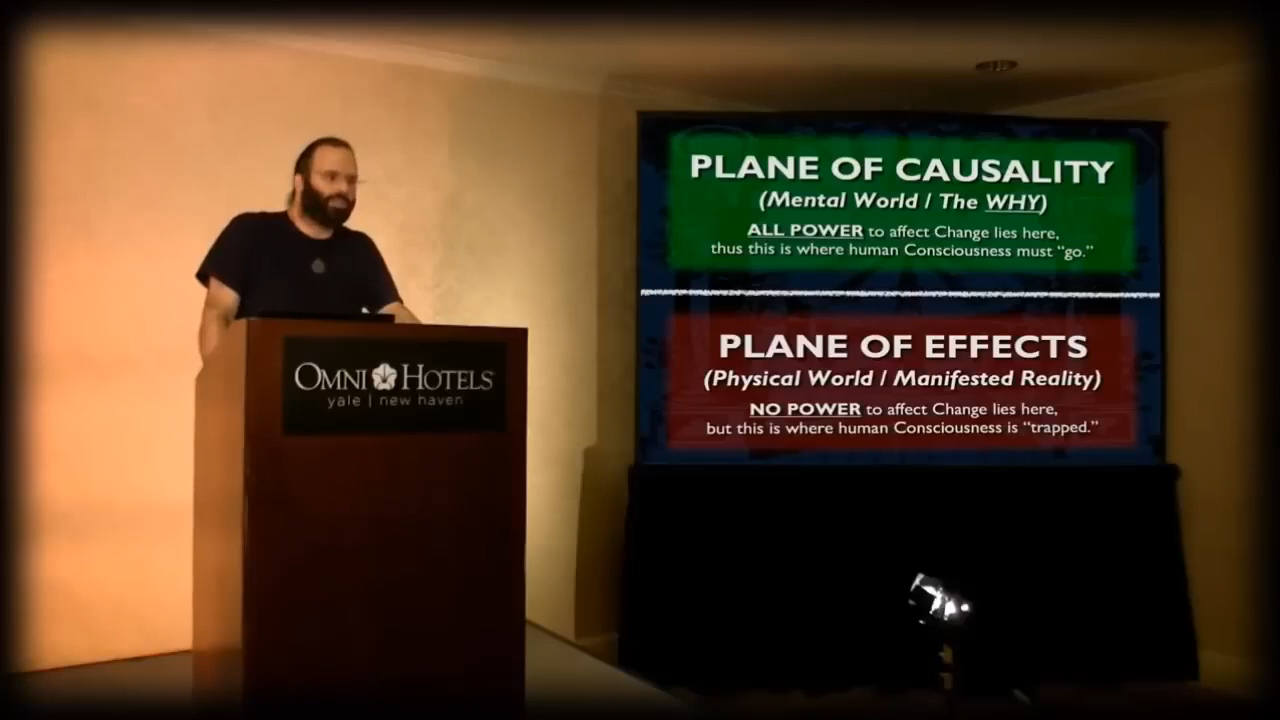 OMNI HOTELS
yale | new haven
PLANE OF CAUSALITY
(Mental World / The WHY)
ALL POWER to affect Change lies here,
thus this is where human Consciousness must “go.”
PLANE OF EFFECTS
(Physical World / Manifested Reality)
NO POWER to affect Change lies here,
but this is where human Consciousness is “trapped.”